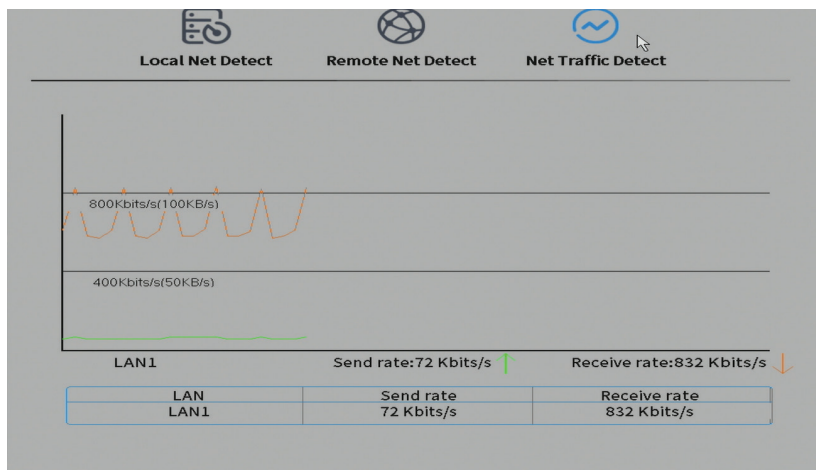 Local Net Detect Remote Net Detect Net Traffic Detect
800Kbits/s(100KB/s)
400Kbits/s(50KB/s)
LAN1 Send rate:72 Kbits/s Receive rate:832 Kbits/s
LAN Send rate Receive rate
LAN1 72 Kbits/s 832 Kbits/s